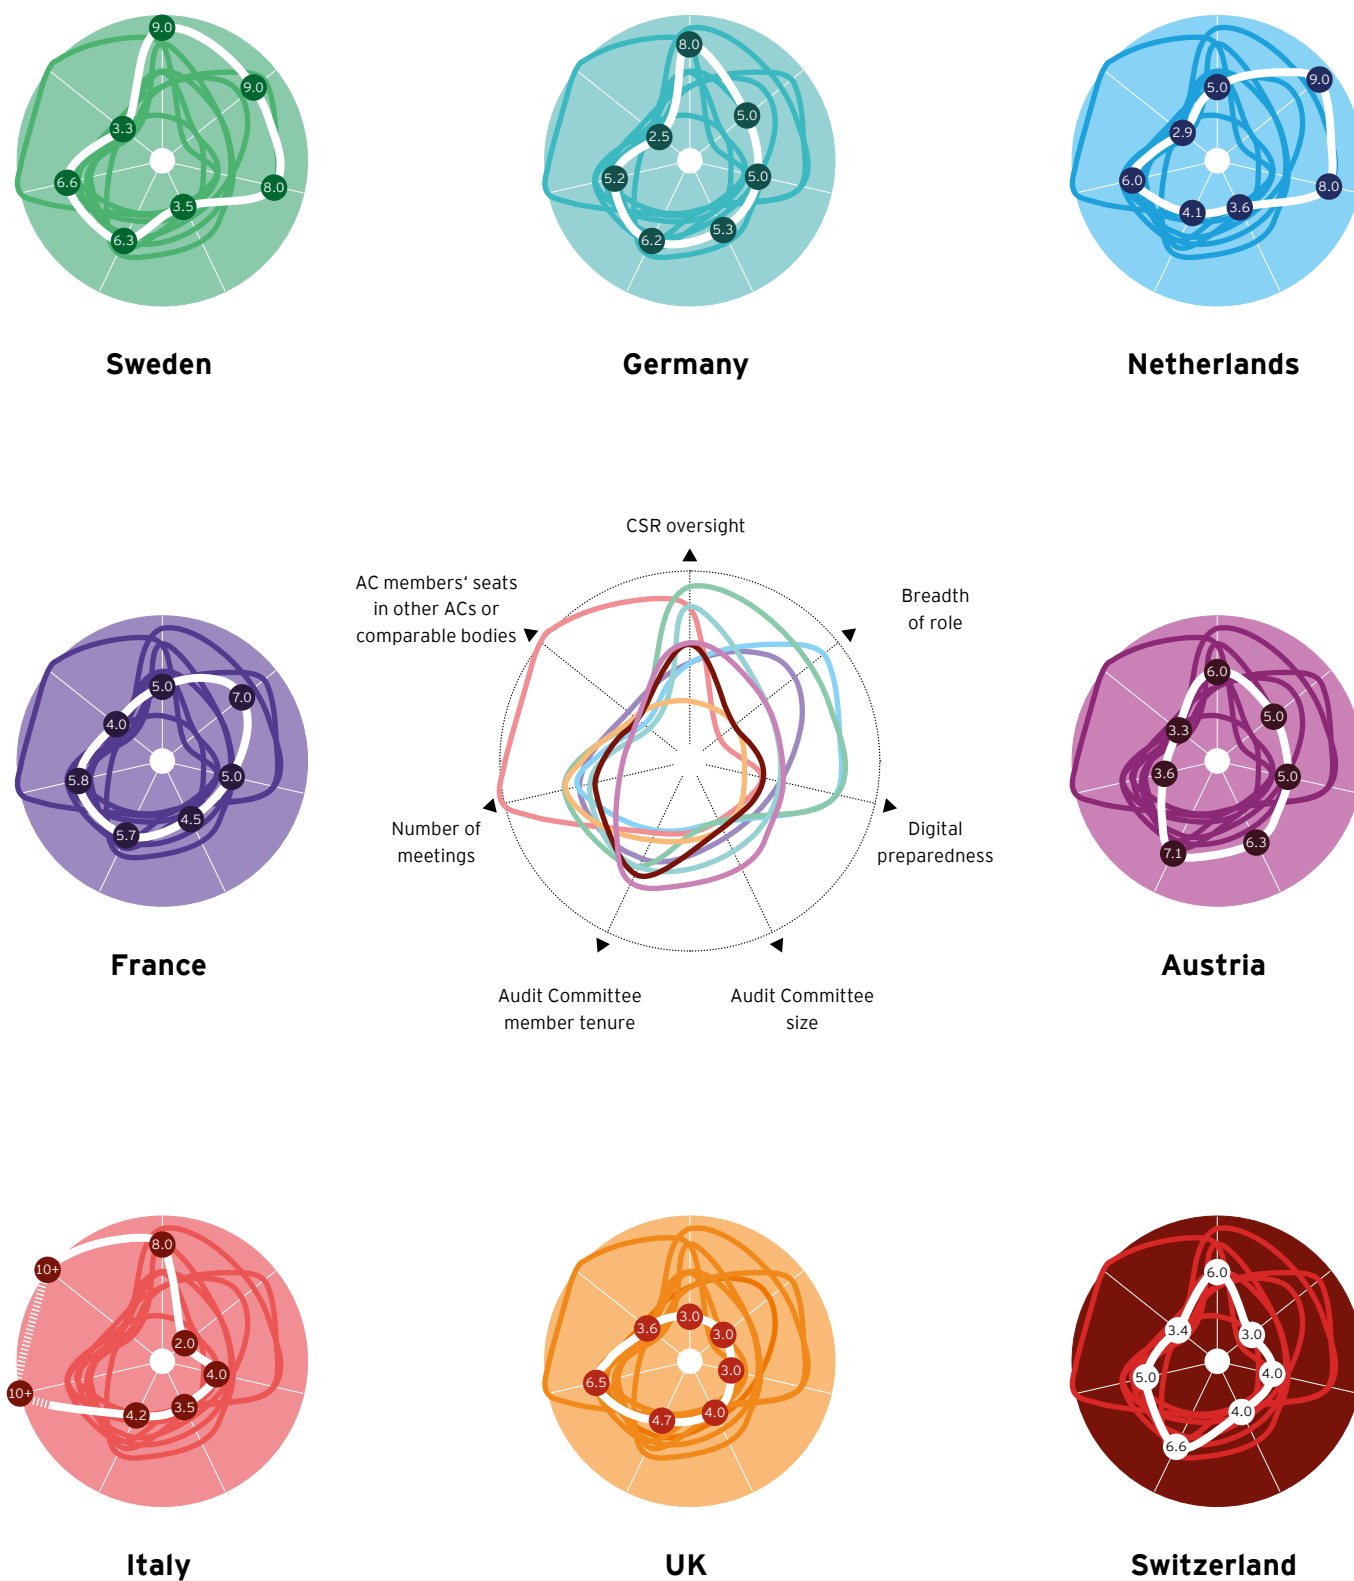 9.0
9.0
3.3
6.6
8.0
3.5
6.3
Sweden
8.0
5.0
2.5
5.2
5.0
5.3
6.2
Germany
5.0
9.0
2.9
6.0
8.0
4.1
3.6
Netherlands
CSR oversight
AC members‘ seats
in other ACs or
comparable bodies
Breadth
of role
Number of
meetings
Digital
preparedness
Audit Committee
member tenure
Audit Committee
size
5.0
7.0
4.0
5.8
5.0
4.5
5.7
France
6.0
5.0
3.3
3.6
5.0
6.3
7.1
Austria
8.0
10+
2.0
4.0
10+
4.2
3.5
Italy
3.0
3.6
3.0
3.0
6.5
4.7
4.0
UK
6.0
3.4
3.0
5.0
4.0
4.0
6.6
Switzerland